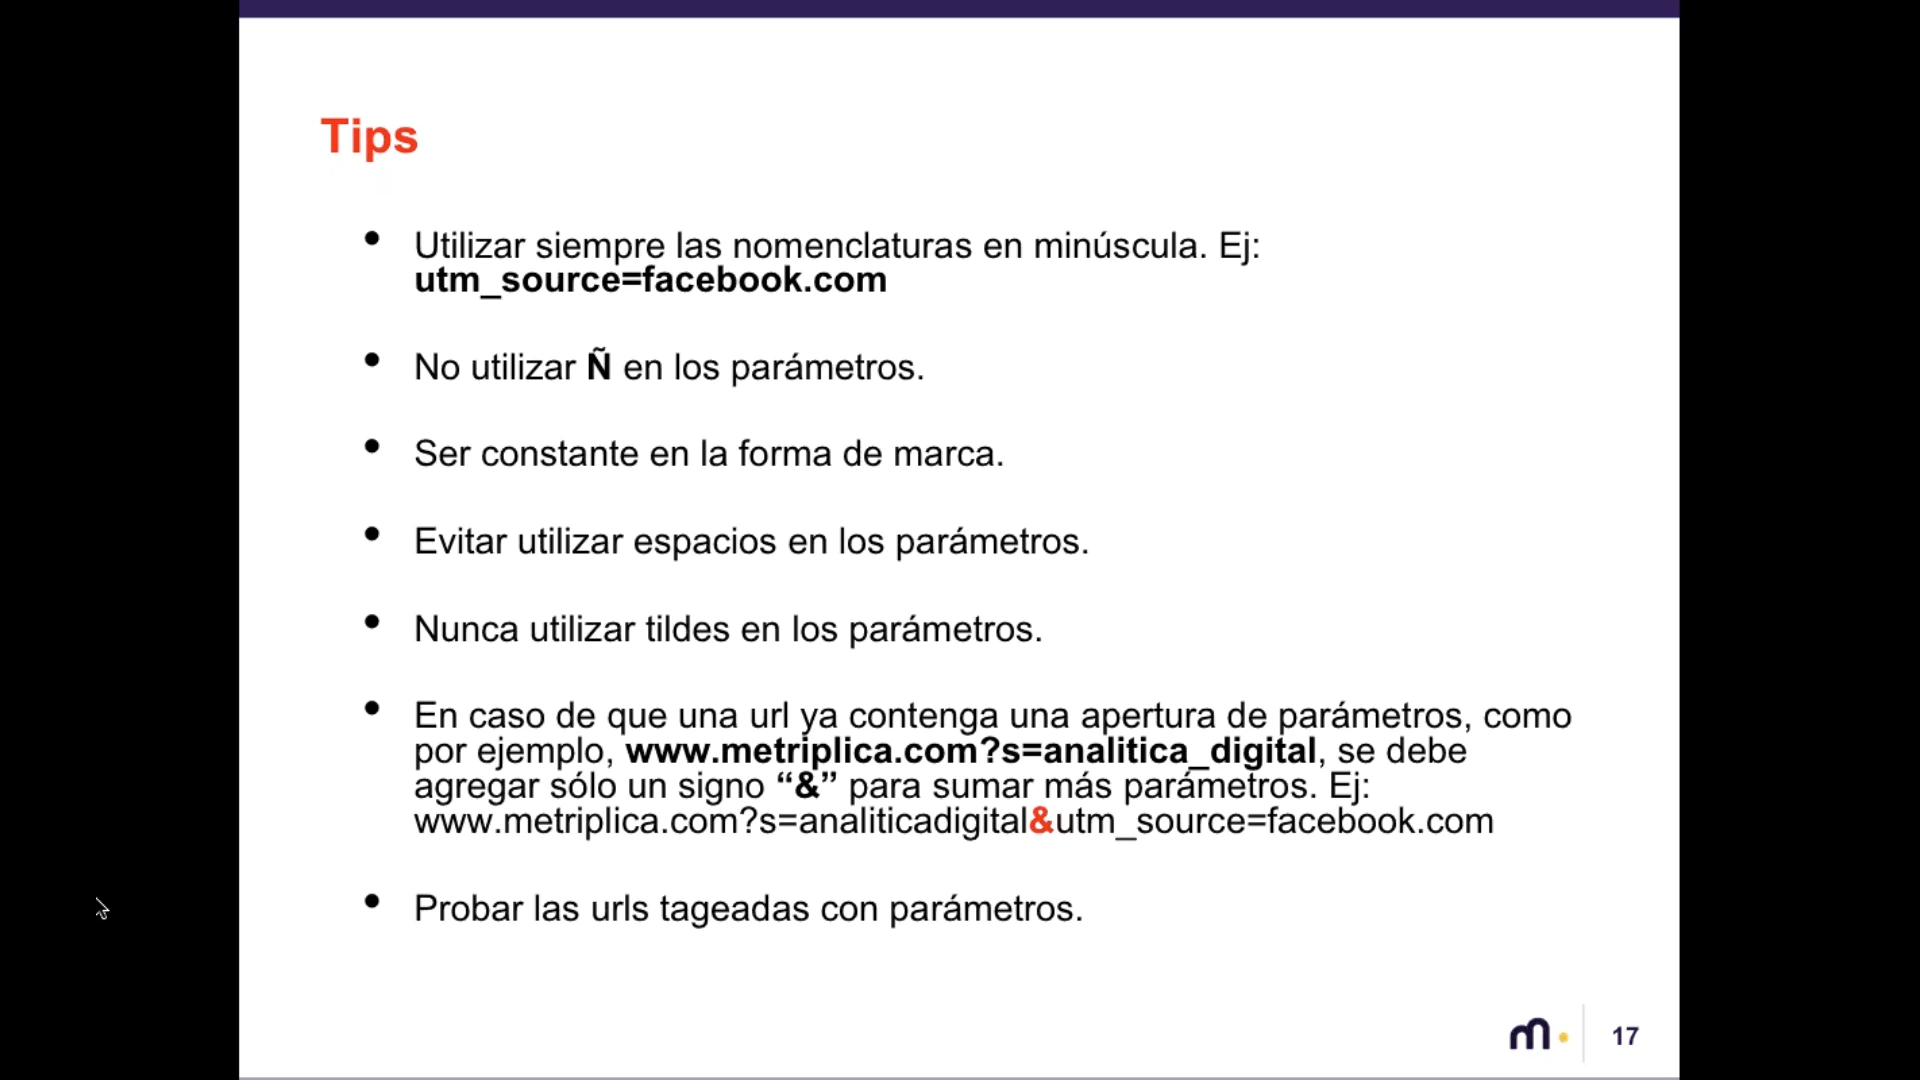 Tips
• Utilizar siempre las nomenclaturas en minúscula. Ej:
utm_source=facebook.com
• No utilizar Ñ en los parámetros.
• Ser constante en la forma de marca.
• Evitar utilizar espacios en los parámetros.
• Nunca utilizar tildes en los parámetros.
• En caso de que una url ya contenga una apertura de parámetros, como
por ejemplo, www.metriplica.com?s=analitica_digital, se debe
agregar sólo un signo “&” para sumar más parámetros. Ej:
www.metriplica.com?s=analiticadigital&utm_source=facebook.com
• Probar las urls tageadas con parámetros.
m. 17